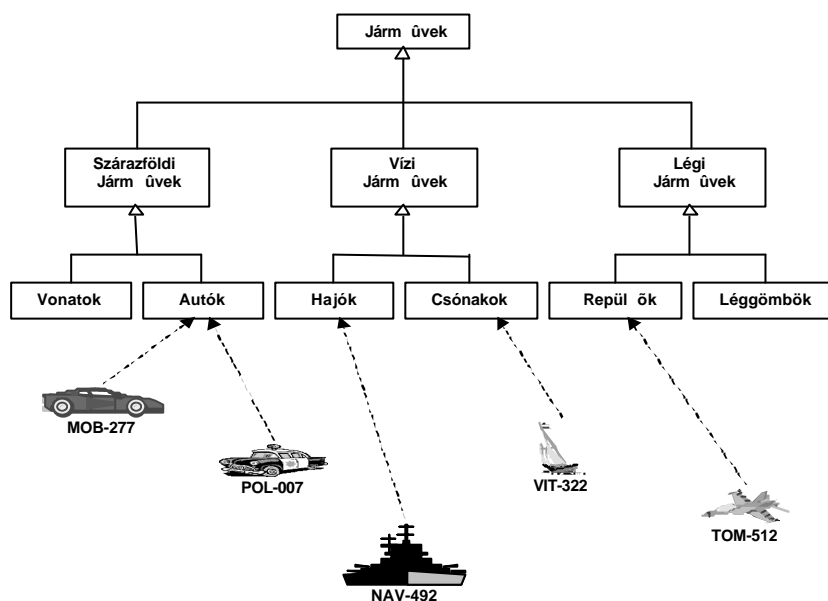 Járm ûvek
Szárazföldi
Járm ûvek
Vízi
Járm ûvek
Légi
Járm ûvek
Vonatok
Autók
Hajók
Csónakok
Repül õk
Léggömbök
MOB-277
POL-007
VIT-322
TOM-512
NAV-492